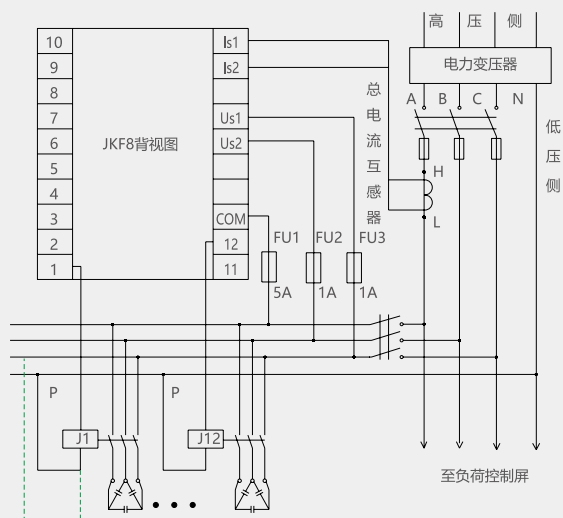 高 压 侧
电力变压器
A B C N
低压侧
总电流互感器
H
L
JKF8背视图
10
9
8
7
6
5
4
3
2
1
Is1
Is2
Us1
Us2
COM
12
11
FU1 FU2 FU3
5A 1A 1A
P P
J1 J12
至负荷控制屏